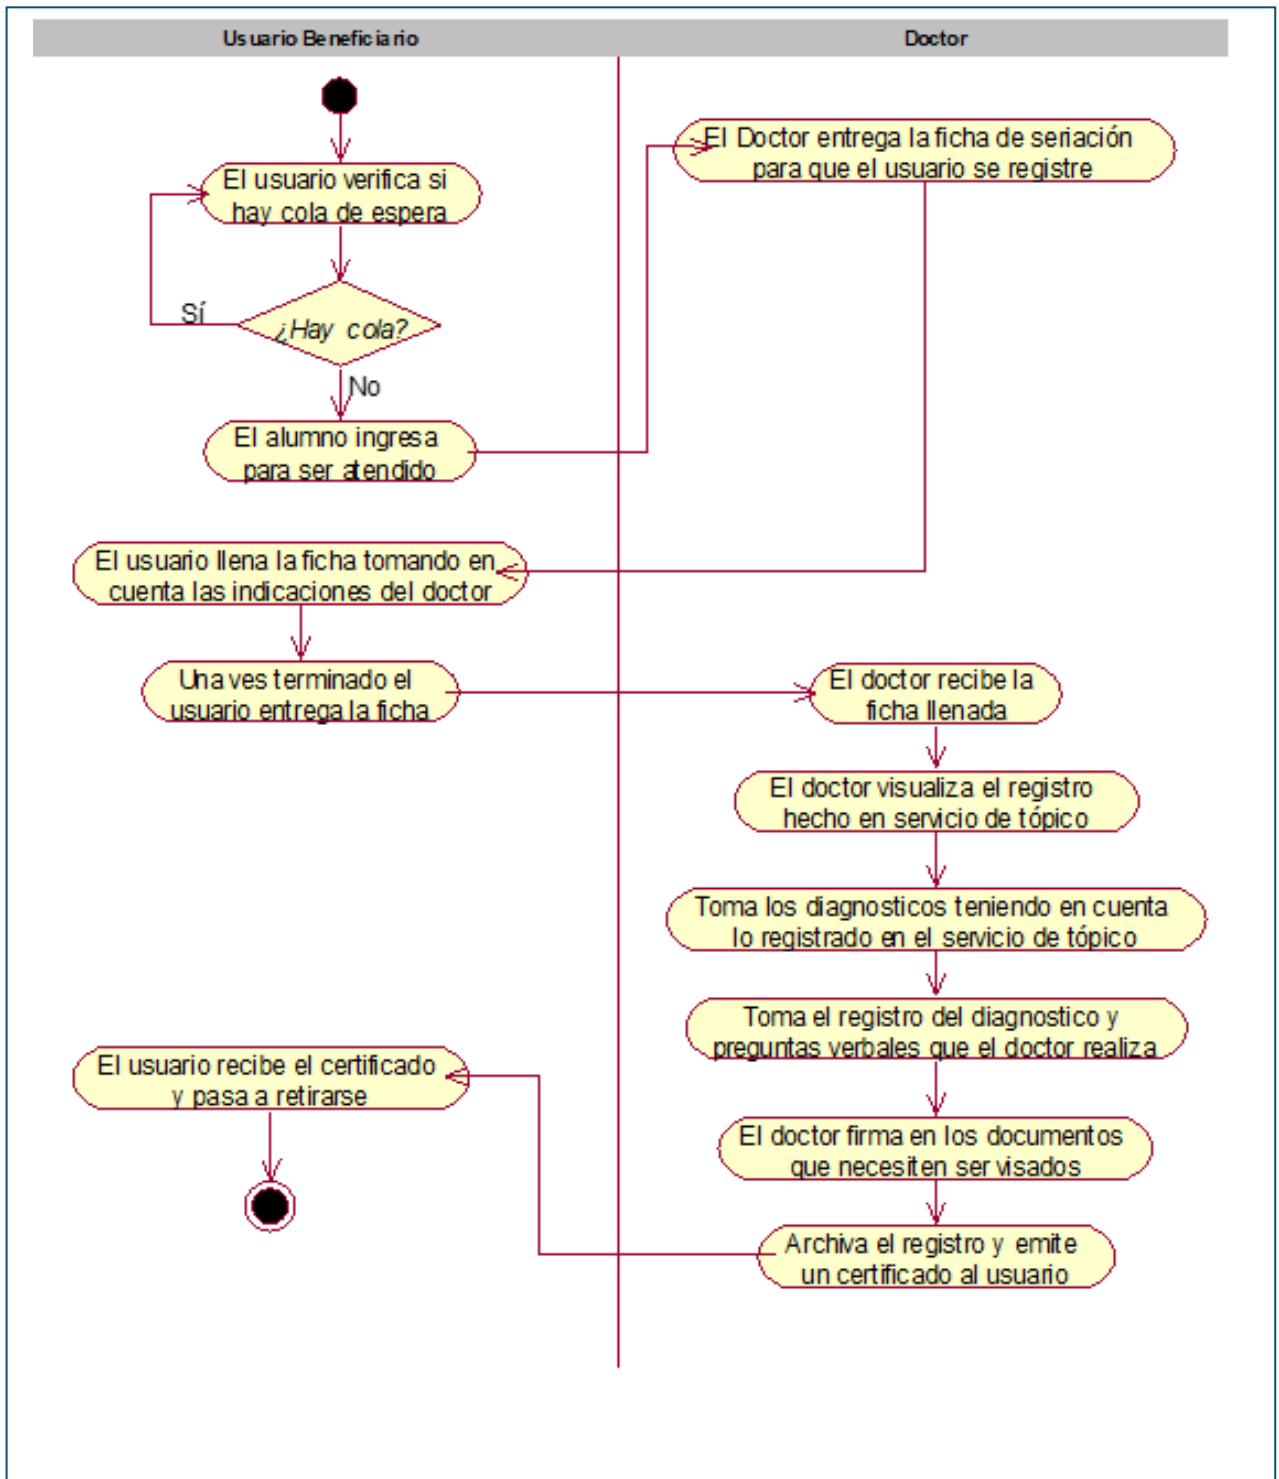 Usuario Beneficiario
Doctor
El usuario verifica si
hay cola de espera
¿Hay cola?
Sí
No
El alumno ingresa
para ser atendido
El Doctor entrega la ficha de seriación
para que el usuario se registre
El usuario llena la ficha tomando en
cuenta las indicaciones del doctor
Una ves terminado el
usuario entrega la ficha
El doctor recibe la
ficha llenada
El doctor visualiza el registro
hecho en servicio de tópico
Toma los diagnosticos teniendo en cuenta
lo registrado en el servicio de tópico
Toma el registro del diagnostico y
preguntas verbales que el doctor realiza
El doctor firma en los documentos
que necesiten ser visados
Archiva el registro y emite
un certificado al usuario
El usuario recibe el certificado
y pasa a retirarse